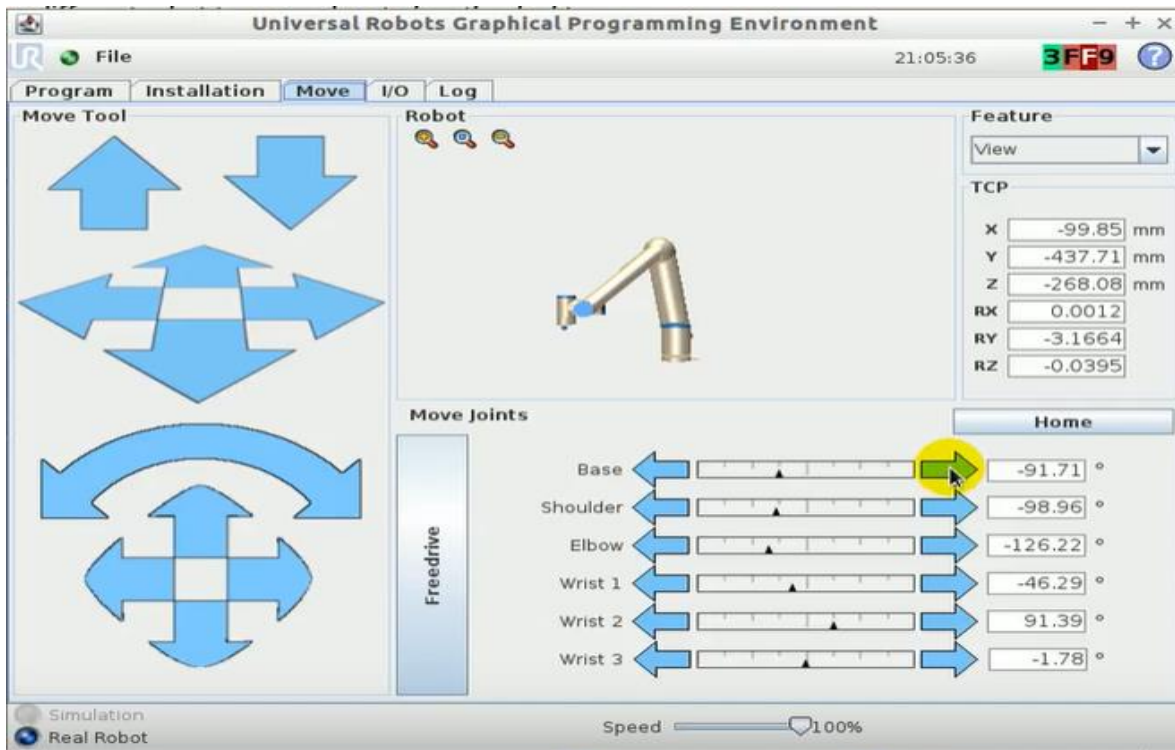 Universal Robots Graphical Programming Environment
File
21:05:36
3FF9
?
Program
Installation
Move
I/O
Log
Move Tool
Robot
Feature
View
TCP
X -99.85 mm
Y -437.71 mm
Z -268.08 mm
RX 0.0012
RY -3.1664
RZ -0.0395
Move Joints
Home
Freedrive
Base -91.71 °
Shoulder -98.96 °
Elbow -126.22 °
Wrist 1 -46.29 °
Wrist 2 91.39 °
Wrist 3 -1.78 °
Simulation
Real Robot
Speed 100%